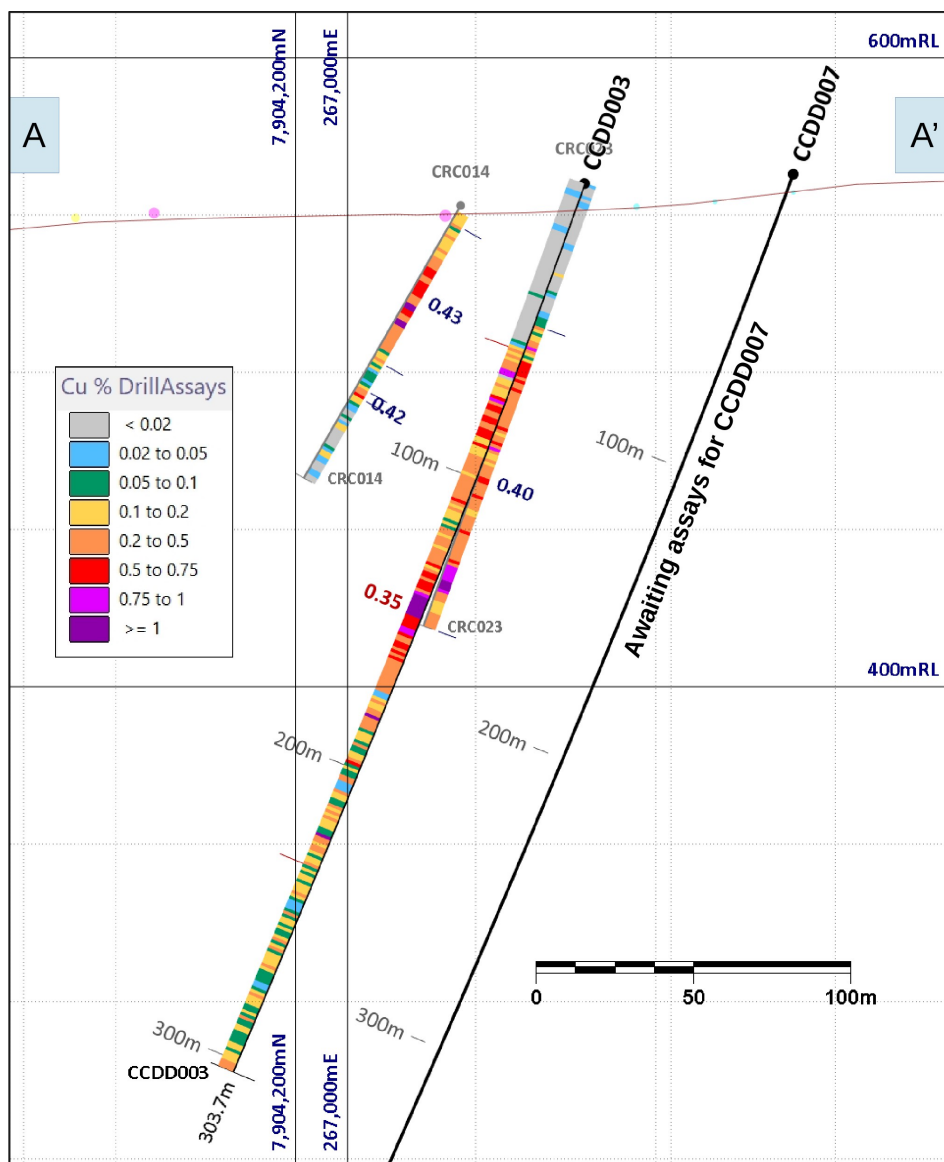 7,904,200mN
267,000mE
600mRL
A
A'
CCDD003
CRC023
CCDD007
CRC014
0.43
0.42
CRC014
100m
0.40
100m
Awaiting assays for CCDD007
Cu % DrillAssays
< 0.02
0.02 to 0.05
0.05 to 0.1
0.1 to 0.2
0.2 to 0.5
0.5 to 0.75
0.75 to 1
>= 1
0.35
CRC023
400mRL
200m
200m
300m
300m
CCDD003
303.7m
0
50
100m
7,904,200mN
267,000mE